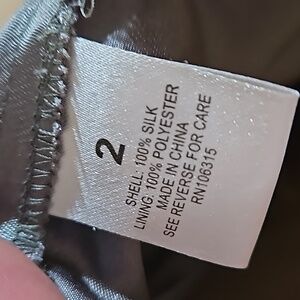 2
SHELL: 100% SILK
LINING: 100% POLYESTER
MADE IN CHINA
SEE REVERSE FOR CARE
RN106315